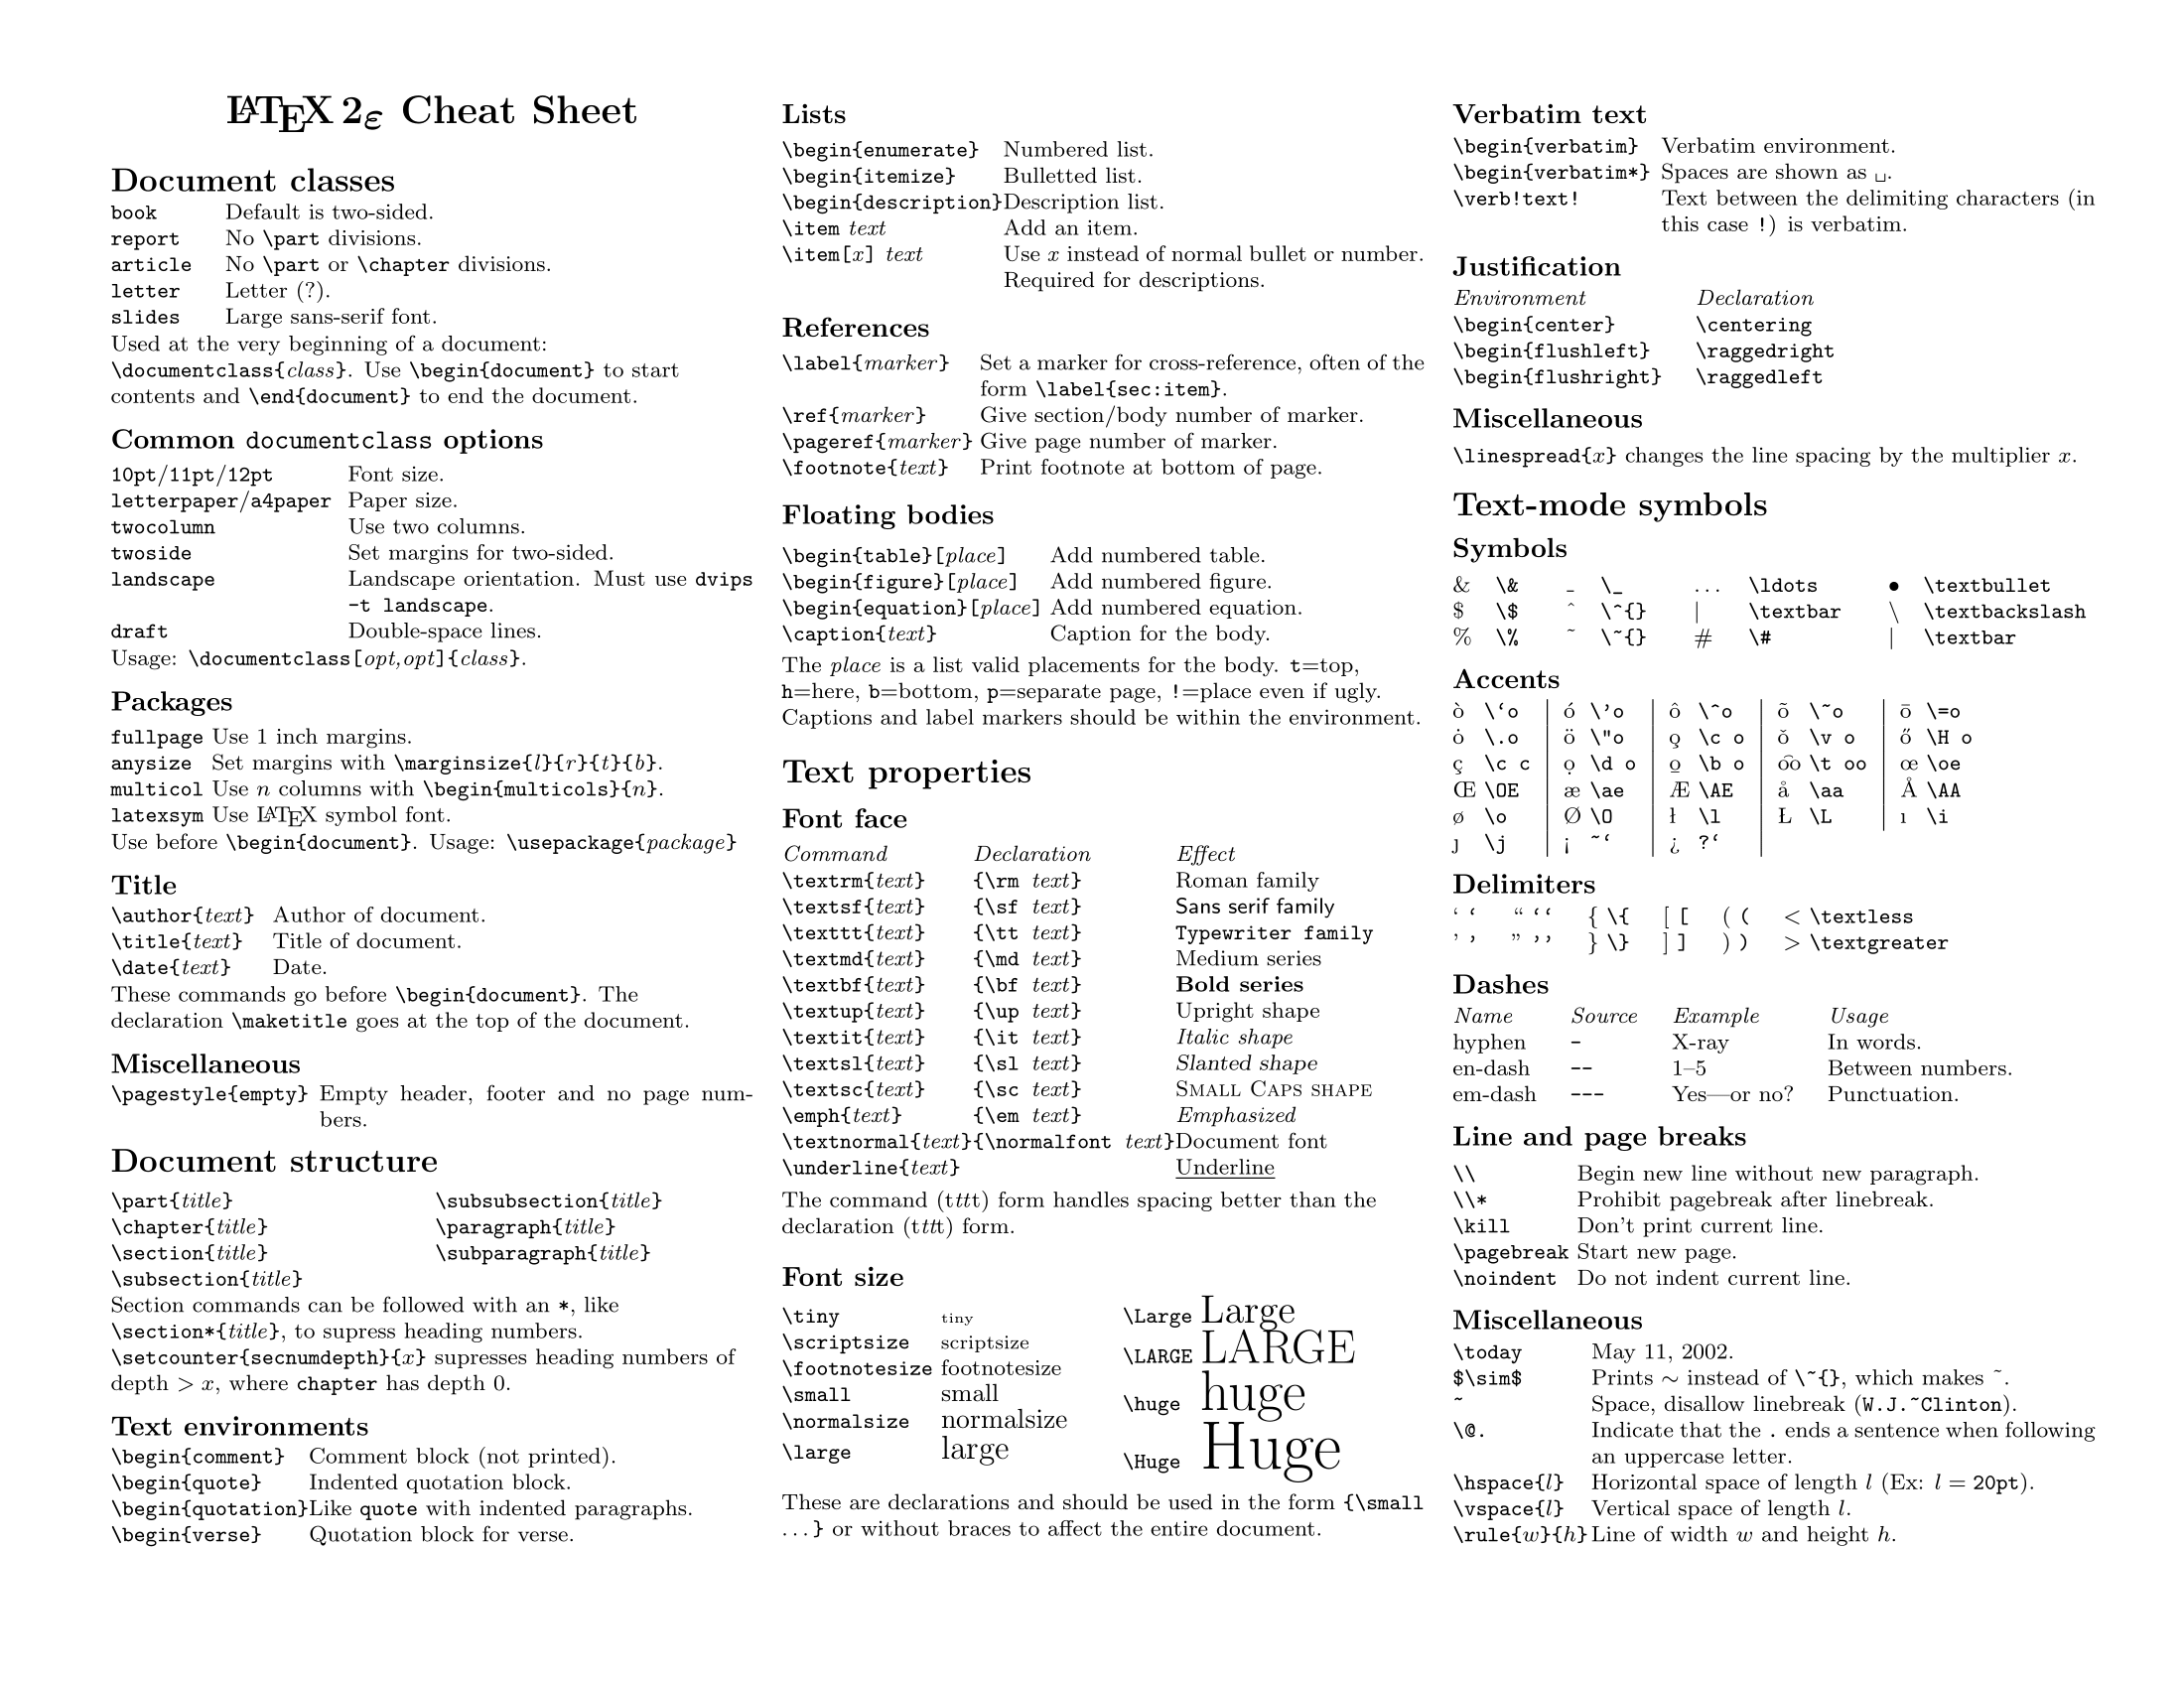 LATEX 2ε Cheat Sheet
Document classes
book Default is two-sided.
report No \part divisions.
article No \part or \chapter divisions.
letter Letter (?).
slides Large sans-serif font.
Used at the very beginning of a document:
\documentclass{class}. Use \begin{document} to start
contents and \end{document} to end the document.
Common documentclass options
10pt/11pt/12pt Font size.
letterpaper/a4paper Paper size.
twocolumn Use two columns.
twoside Set margins for two-sided.
landscape Landscape orientation. Must use dvips
-t landscape.
draft Double-space lines.
Usage: \documentclass[opt,opt]{class}.
Packages
fullpage Use 1 inch margins.
anysize Set margins with \marginsize{l}{r}{t}{b}.
multicol Use n columns with \begin{multicols}{n}.
latexsym Use LATEX symbol font.
Use before \begin{document}. Usage: \usepackage{package}
Title
\author{text} Author of document.
\title{text} Title of document.
\date{text} Date.
These commands go before \begin{document}. The
declaration \maketitle goes at the top of the document.
Miscellaneous
\pagestyle{empty} Empty header, footer and no page num-
bers.
Document structure
\part{title} \subsubsection{title}
\chapter{title} \paragraph{title}
\section{title} \subparagraph{title}
\subsection{title}
Section commands can be followed with an *, like
\section*{title}, to supress heading numbers.
\setcounter{secnumdepth}{x} supresses heading numbers of
depth > x, where chapter has depth 0.
Text environments
\begin{comment} Comment block (not printed).
\begin{quote} Indented quotation block.
\begin{quotation} Like quote with indented paragraphs.
\begin{verse} Quotation block for verse.
Lists
\begin{enumerate} Numbered list.
\begin{itemize} Bulletted list.
\begin{description} Description list.
\item text Add an item.
\item[x] text Use x instead of normal bullet or number.
Required for descriptions.
References
\label{marker} Set a marker for cross-reference, often of the
form \label{sec:item}.
\ref{marker} Give section/body number of marker.
\pageref{marker} Give page number of marker.
\footnote{text} Print footnote at bottom of page.
Floating bodies
\begin{table}[place] Add numbered table.
\begin{figure}[place] Add numbered figure.
\begin{equation}[place] Add numbered equation.
\caption{text} Caption for the body.
The place is a list valid placements for the body. t=top,
h=here, b=bottom, p=separate page, !=place even if ugly.
Captions and label markers should be within the environment.
Text properties
Font face
Command Declaration Effect
\textrm{text} {\rm text} Roman family
\textsf{text} {\sf text} Sans serif family
\texttt{text} {\tt text} Typewriter family
\textmd{text} {\md text} Medium series
\textbf{text} {\bf text} Bold series
\textup{text} {\up text} Upright shape
\textit{text} {\it text} Italic shape
\textsl{text} {\sl text} Slanted shape
\textsc{text} {\sc text} Small Caps shape
\emph{text} {\em text} Emphasized
\textnormal{text} {\normalfont text} Document font
\underline{text} Underline
The command (tttt) form handles spacing better than the
declaration (tttt) form.
Font size
\tiny tiny \Large Large
\scriptsize scriptsize \LARGE LARGE
\footnotesize footnotesize
\small small \huge huge
\normalsize normalsize
\large large \Huge Huge
These are declarations and should be used in the form {\small
...} or without braces to affect the entire document.
Verbatim text
\begin{verbatim} Verbatim environment.
\begin{verbatim*} Spaces are shown as ␣.
\verb!text! Text between the delimiting characters (in
this case !) is verbatim.
Justification
Environment Declaration
\begin{center} \centering
\begin{flushleft} \raggedright
\begin{flushright} \raggedleft
Miscellaneous
\linespread{x} changes the line spacing by the multiplier x.
Text-mode symbols
Symbols
& \& _ \_ ... \ldots • \textbullet
$ \$ ^ \^{} | \textbar \ \textbackslash
% \% ~ \~{} # \# | \textbar
Accents
ò \`o ó \'o ô \^o õ \~o ō \=o
ȯ \.o ö \"o o̧ \c o ǒ \v o ő \H o
ç \c c ọ \d o o̲ \b o o͡o \t oo œ \oe
Œ \OE æ \ae Æ \AE å \aa Å \AA
ø \o Ø \O ł \l Ł \L ı \i
ȷ \j ¡ ~` ¿ ?`
Delimiters
‘ ` “ `` { \{ [ [ ( ( < \textless
’ ' ” '' } \} ] ] ) ) > \textgreater
Dashes
Name Source Example Usage
hyphen - X-ray In words.
en-dash -- 1–5 Between numbers.
em-dash --- Yes—or no? Punctuation.
Line and page breaks
\\ Begin new line without new paragraph.
\\* Prohibit pagebreak after linebreak.
\kill Don't print current line.
\pagebreak Start new page.
\noindent Do not indent current line.
Miscellaneous
\today May 11, 2002.
$\sim$ Prints ∼ instead of \~{}, which makes ~.
~ Space, disallow linebreak (W.J.~Clinton).
\@. Indicate that the . ends a sentence when following
an uppercase letter.
\hspace{l} Horizontal space of length l (Ex: l = 20pt).
\vspace{l} Vertical space of length l.
\rule{w}{h} Line of width w and height h.